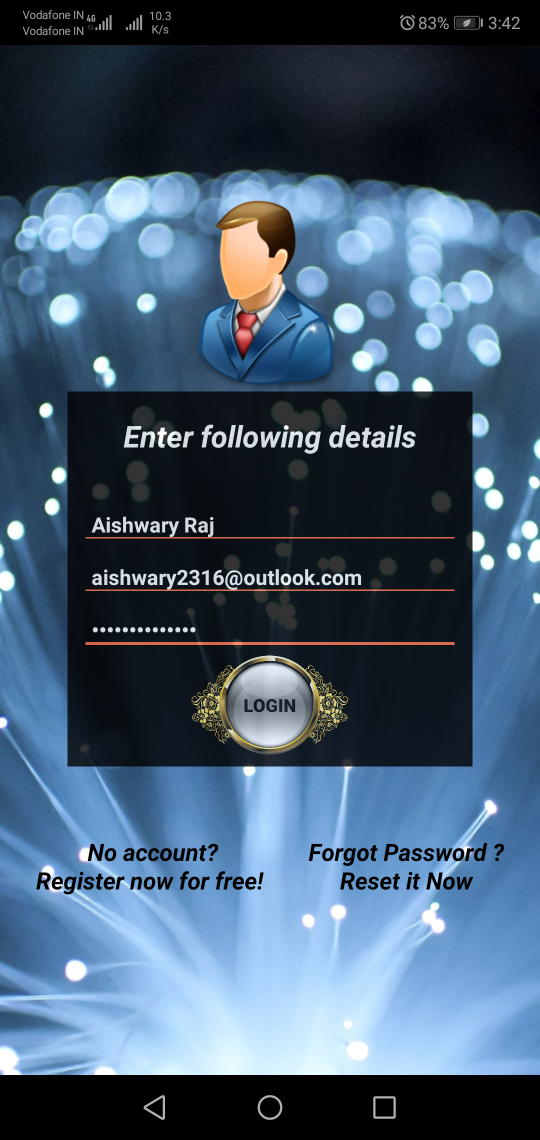 Vodafone IN 4G 10.3
Vodafone IN K/s
83% 3:42
Enter following details
Aishwary Raj
aishwary2316@outlook.com
••••••••••••••
LOGIN
No account?
Register now for free!
Forgot Password ?
Reset it Now